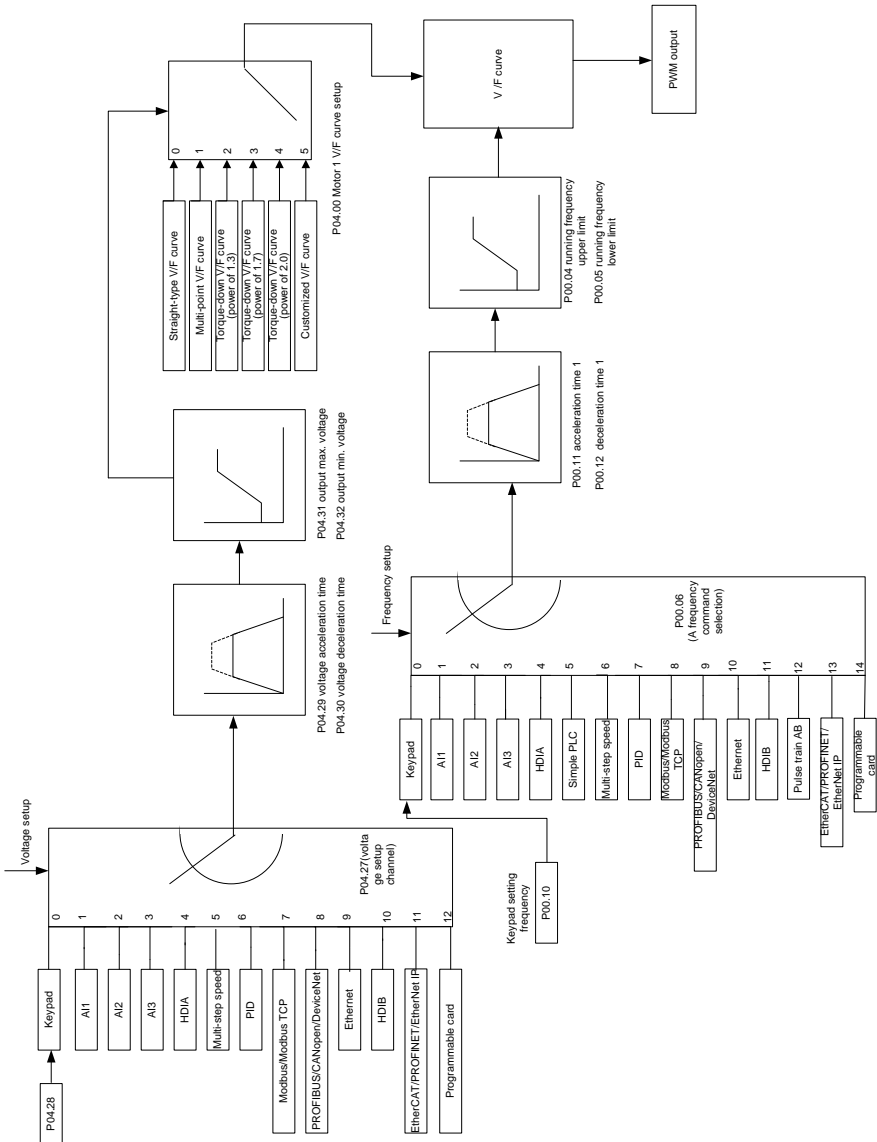 Voltage setup
P04.28
Keypad
AI1
AI2
AI3
HDIA
Multi-step speed
PID
Modbus/Modbus TCP
PROFIBUS/CANopen/DeviceNet
Ethernet
HDIB
EtherCAT/PROFINET/EtherNet IP
Programmable card
0
1
2
3
4
5
6
7
8
9
10
11
12
P04.27(volta
ge setup
channel)
P04.29 voltage acceleration time
P04.30 voltage deceleration time
P04.31 output max. voltage
P04.32 output min. voltage
Straight-type V/F curve
Multi-point V/F curve
Torque-down V/F curve
(power of 1.3)
Torque-down V/F curve
(power of 1.7)
Torque-down V/F curve
(power of 2.0)
Customized V/F curve
0
1
2
3
4
5
P04.00 Motor 1 V/F curve setup
Keypad setting
frequency
P00.10
Frequency setup
Keypad
AI1
AI2
AI3
HDIA
Simple PLC
Multi-step speed
PID
Modbus/Modbus
TCP
PROFIBUS/CANopen/
DeviceNet
Ethernet
HDIB
Pulse train AB
EtherCAT/PROFINET/
EtherNet IP
Programmable
card
0
1
2
3
4
5
6
7
8
9
10
11
12
13
14
P00.06
(A frequency
command
selection)
P00.11 acceleration time 1
P00.12 deceleration time 1
P00.04 running frequency
upper limit
P00.05 running frequency
lower limit
V /F curve
PWM output